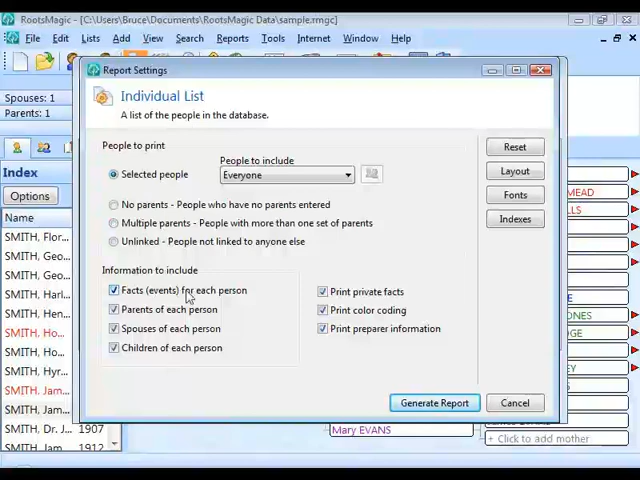 RootsMagic - [C:\Users\Bruce\Documents\RootsMagic Data\sample.rmgc]
File Edit Lists Add View Search Reports Tools Internet Window Help
Report Settings
Spouses: 1
Parents: 1
Individual List
A list of the people in the database.
People to print
People to include
Selected people
Everyone
No parents - People who have no parents entered
Multiple parents - People with more than one set of parents
Unlinked - People not linked to anyone else
Information to include
Facts (events) for each person
Parents of each person
Spouses of each person
Children of each person
Print private facts
Print color coding
Print preparer information
Reset
Layout
Fonts
Indexes
Generate Report
Cancel
Index
Options
Name
SMITH, Flor...
SMITH, Geo...
SMITH, Geo...
SMITH, Harl...
SMITH, Hen...
SMITH, Ho...
SMITH, Ho...
SMITH, Hyr...
SMITH, Jam...
SMITH, Jam...
SMITH, Dr. J... 1907
SMITH, Jam... 1912
MEAD
LLS
ONES
DGE
EY
Mary EVANS
+ Click to add mother